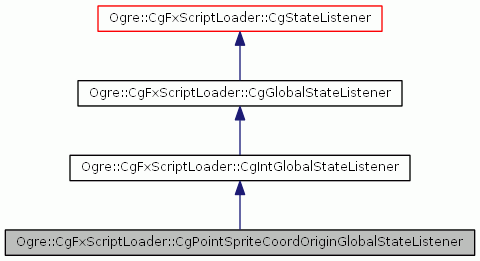 Ogre::CgFxScriptLoader::CgStateListener
Ogre::CgFxScriptLoader::CgGlobalStateListener
Ogre::CgFxScriptLoader::CgIntGlobalStateListener
Ogre::CgFxScriptLoader::CgPointSpriteCoordOriginGlobalStateListener